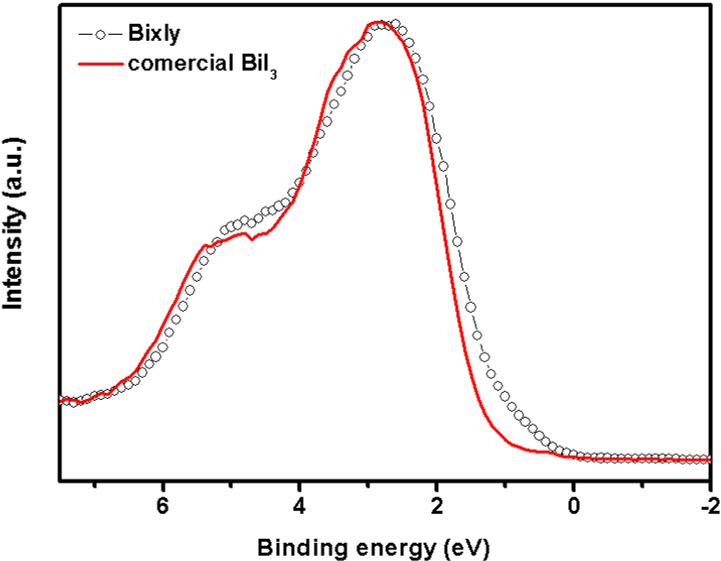 Bixly
comercial BiI₃
Intensity (a.u.)
6 4 2 0 -2
Binding energy (eV)